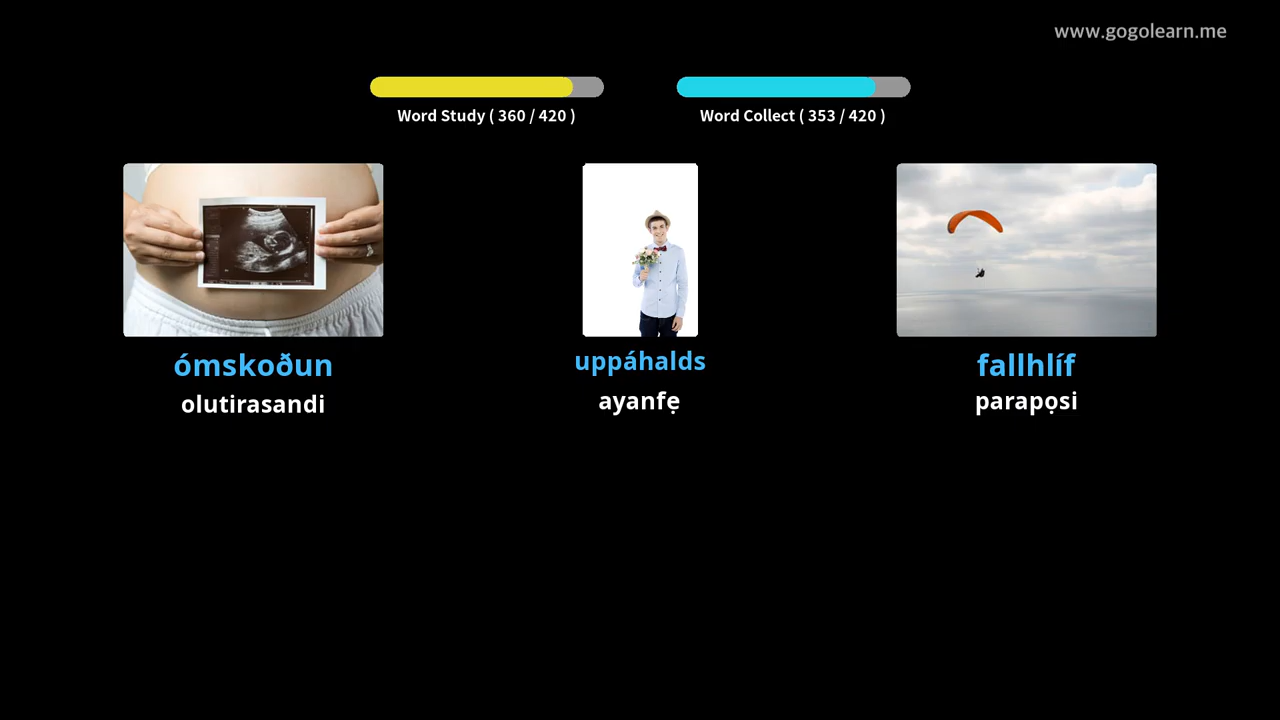 www.gogolearn.me
Word Study ( 360 / 420 )
Word Collect ( 353 / 420 )
ómskoðun
olutirasandi
uppáhalds
ayanfẹ
fallhlíf
parapọsi